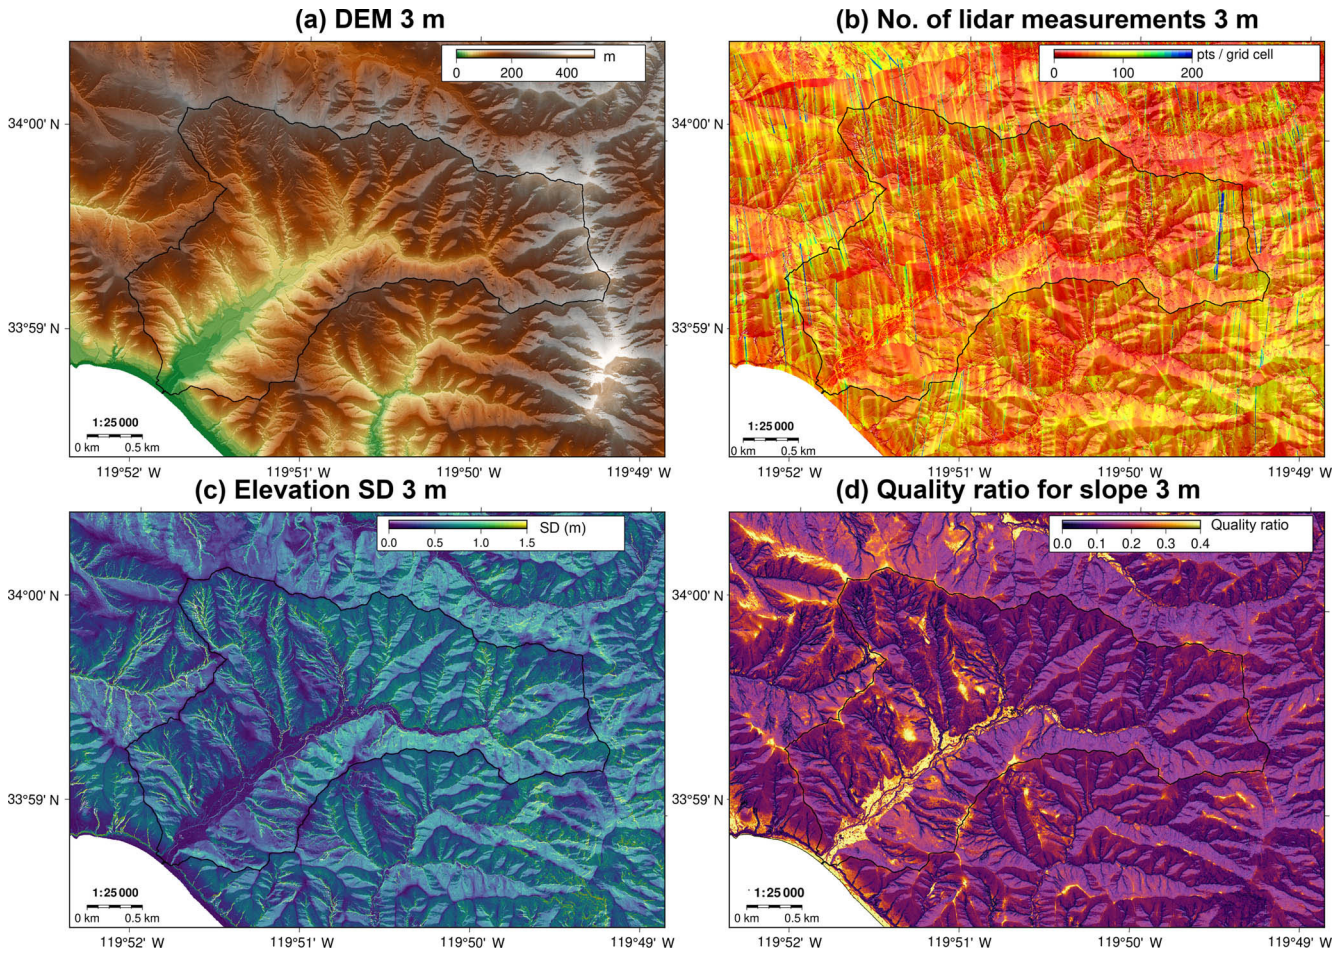 (a) DEM 3 m
(b) No. of lidar measurements 3 m
m
0 200 400
pts / grid cell
0 100 200
34°00' N
34°00' N
33°59' N
33°59' N
1:25 000
0 km 0.5 km
1:25 000
0 km 0.5 km
119°52' W 119°51' W 119°50' W 119°49' W
119°52' W 119°51' W 119°50' W 119°49' W
(c) Elevation SD 3 m
(d) Quality ratio for slope 3 m
SD (m)
0.0 0.5 1.0 1.5
Quality ratio
0.0 0.1 0.2 0.3 0.4
34°00' N
34°00' N
33°59' N
33°59' N
1:25 000
0 km 0.5 km
1:25 000
0 km 0.5 km
119°52' W 119°51' W 119°50' W 119°49' W
119°52' W 119°51' W 119°50' W 119°49' W